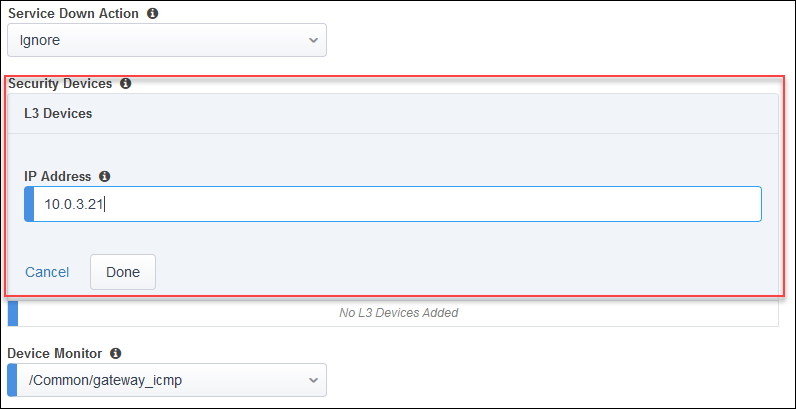 Service Down Action
Ignore
Security Devices
L3 Devices
IP Address
10.0.3.21
Cancel
Done
No L3 Devices Added
Device Monitor
/Common/gateway_icmp